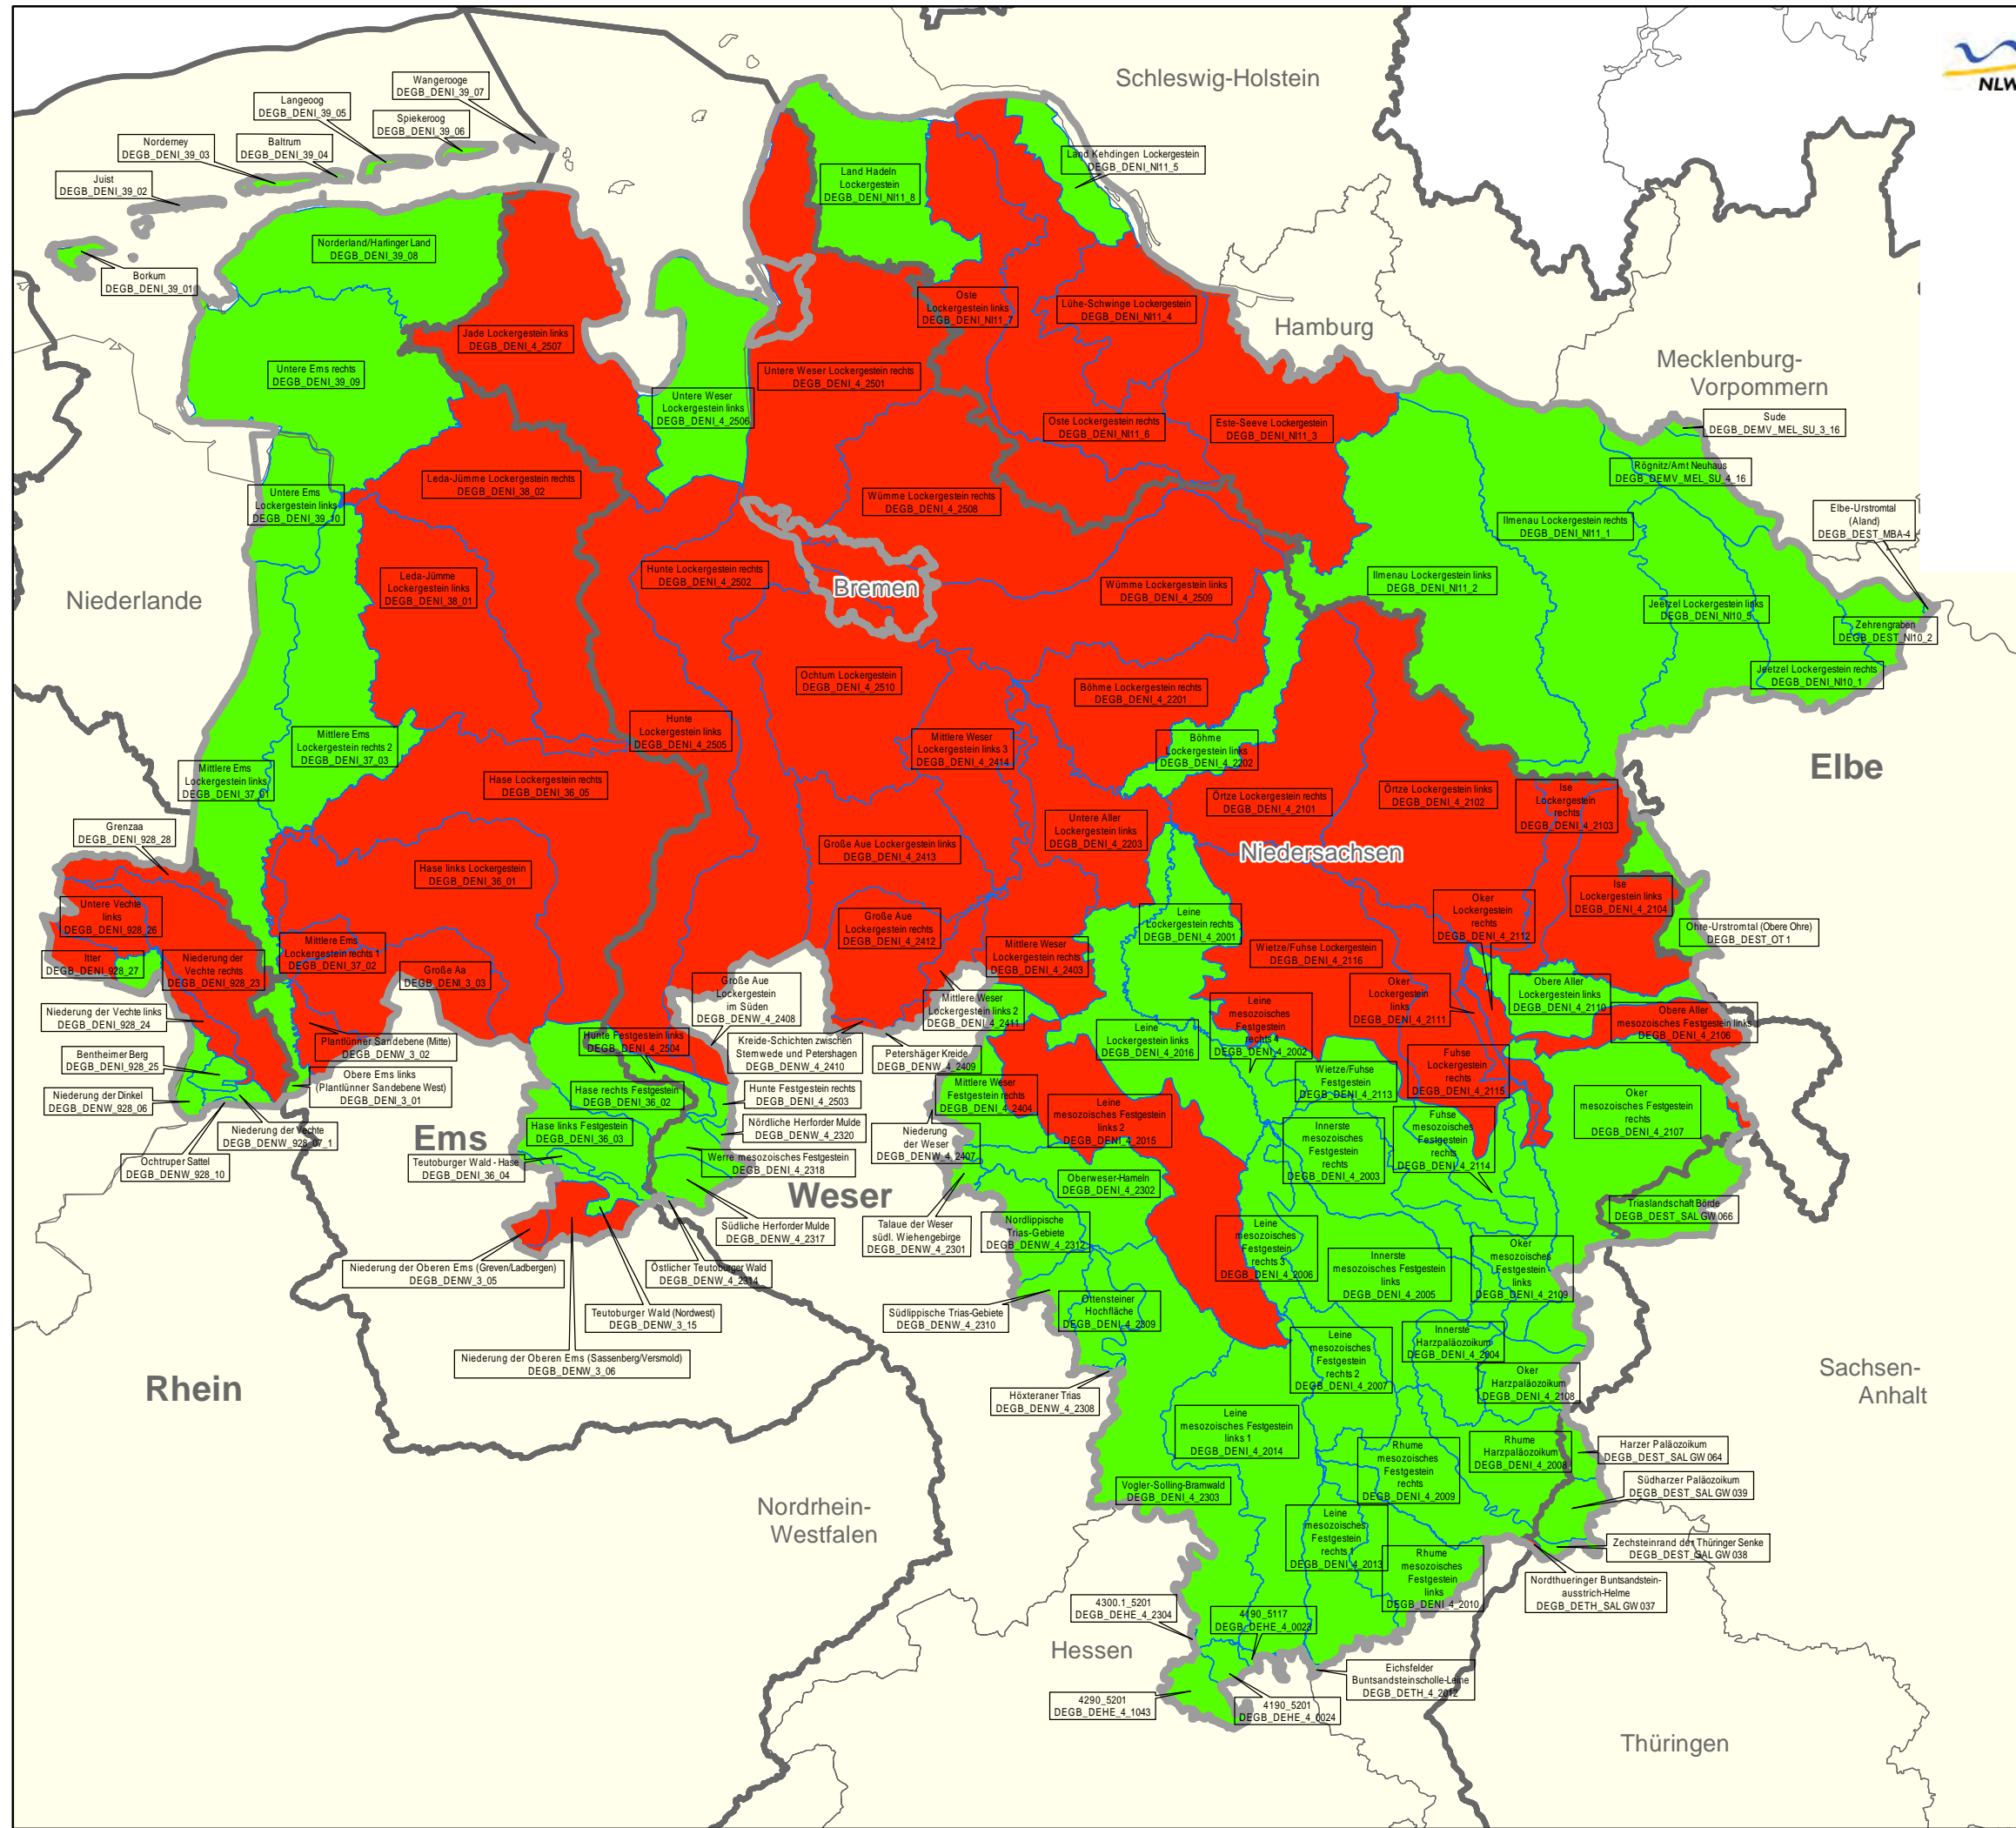 Schleswig-Holstein
NLW
Wangerooge
DEGB_DENI_39_07
Langeoog
DEGB_DENI_39_05
Spiekeroog
DEGB_DENI_39_06
Norderney
DEGB_DENI_39_03
Baltrum
DEGB_DENI_39_04
Juist
DEGB_DENI_39_02
Borkum
DEGB_DENI_39_01
Land Kehdingen Lockergestein
DEGB_DENI_NI11_5
Land Hadeln
Lockergestein
DEGB_DENI_NI11_8
Norderland/Harlinger Land
DEGB_DENI_39_08
Oste
Lockergestein links
DEGB_DENI_NI11_7
Lühe-Schwinge Lockergestein
DEGB_DENI_NI11_4
Hamburg
Mecklenburg-
Vorpommern
Jade Lockergestein links
DEGB_DENI_4_2507
Untere Ems rechts
DEGB_DENI_39_09
Untere Weser Lockergestein rechts
DEGB_DENI_4_2501
Untere Weser
Lockergestein links
DEGB_DENI_4_2506
Oste Lockergestein rechts
DEGB_DENI_NI11_6
Este-Seeve Lockergestein
DEGB_DENI_NI11_3
Sude
DEGB_DEMV_MEL_SU_3_16
Rögnitz/Amt Neuhaus
DEGB_DEMV_MEL_SU_4_16
Leda-Jümme Lockergestein rechts
DEGB_DENI_38_02
Untere Ems
Lockergestein links
DEGB_DENI_39_10
Wümme Lockergestein rechts
DEGB_DENI_4_2508
Ilmenau Lockergestein rechts
DEGB_DENI_NI11_1
Elbe-Urstromtal
(Aland)
DEGB_DEST_MBA-4
Niederlande
Leda-Jümme
Lockergestein links
DEGB_DENI_38_01
Hunte Lockergestein rechts
DEGB_DENI_4_2502
Bremen
Wümme Lockergestein links
DEGB_DENI_4_2509
Ilmenau Lockergestein links
DEGB_DENI_NI11_2
Jeetzel Lockergestein links
DEGB_DENI_NI10_5
Zehrengraben
DEGB_DEST_NI10_2
Jeetzel Lockergestein rechts
DEGB_DENI_NI10_1
Ochtum Lockergestein
DEGB_DENI_4_2510
Böhme Lockergestein rechts
DEGB_DENI_4_2201
Hunte
Lockergestein links
DEGB_DENI_4_2505
Mittlere Weser
Lockergestein links 3
DEGB_DENI_4_2414
Böhme
Lockergestein links
DEGB_DENI_4_2202
Mittlere Ems
Lockergestein rechts 2
DEGB_DENI_37_03
Mittlere Ems
Lockergestein links
DEGB_DENI_37_01
Hase Lockergestein rechts
DEGB_DENI_36_05
Elbe
Örtze Lockergestein rechts
DEGB_DENI_4_2101
Örtze Lockergestein links
DEGB_DENI_4_2102
Ise
Lockergestein
rechts
DEGB_DENI_4_2103
Grenzaa
DEGB_DENI_928_28
Untere Aller
Lockergestein links
DEGB_DENI_4_2203
Große Aue Lockergestein links
DEGB_DENI_4_2413
Niedersachsen
Hase links Lockergestein
DEGB_DENI_36_01
Ise
Lockergestein links
DEGB_DENI_4_2104
Untere Vechte
links
DEGB_DENI_928_26
Große Aue
Lockergestein
rechts
DEGB_DENI_4_2412
Leine
Lockergestein rechts
DEGB_DENI_4_2001
Oker
Lockergestein
rechts
DEGB_DENI_4_2112
Ohre-Urstromtal (Obere Ohre)
DEGB_DEST_OT 1
Itter
DEGB_DENI_928_27
Niederung der
Vechte rechts
DEGB_DENI_928_23
Mittlere Ems
Lockergestein rechts 1
DEGB_DENI_37_02
Große Aa
DEGB_DENI_3_03
Mittlere Weser
Lockergestein rechts
DEGB_DENI_4_2403
Wietze/Fuhse Lockergestein
DEGB_DENI_4_2116
Große Aue
Lockergestein
im Süden
DEGB_DENW_4_2408
Mittlere Weser
Lockergestein links 2
DEGB_DENI_4_2411
Leine
mesozoisches
Festgestein
rechts 4
DEGB_DENI_4_2002
Oker
Lockergestein
links
DEGB_DENI_4_2111
Obere Aller
Lockergestein links
DEGB_DENI_4_2110
Obere Aller
mesozoisches Festgestein links
DEGB_DENI_4_2106
Niederung der Vechte links
DEGB_DENI_928_24
Plantlünner Sandebene (Mitte)
DEGB_DENW_3_02
Hunte Festgestein links
DEGB_DENI_4_2504
Kreide-Schichten zwischen
Stemwede und Petershagen
DEGB_DENW_4_2410
Petershäger Kreide
DEGB_DENW_4_2409
Leine
Lockergestein links
DEGB_DENI_4_2016
Bentheimer Berg
DEGB_DENI_928_25
Obere Ems links
(Plantlünner Sandebene West)
DEGB_DENI_3_01
Hase rechts Festgestein
DEGB_DENI_36_02
Hunte Festgestein rechts
DEGB_DENI_4_2503
Mittlere Weser
Festgestein rechts
DEGB_DENI_4_2404
Wietze/Fuhse
Festgestein
DEGB_DENI_4_2113
Fuhse
Lockergestein
rechts
DEGB_DENI_4_2115
Oker
mesozoisches Festgestein
rechts
DEGB_DENI_4_2107
Niederung der Dinkel
DEGB_DENW_928_06
Niederung der Vechte
DEGB_DENW_928_07_1
Ems
Hase links Festgestein
DEGB_DENI_36_03
Nördliche Herforder Mulde
DEGB_DENW_4_2320
Niederung
der Weser
DEGB_DENW_4_2407
Leine
mesozoisches Festgestein
links 2
DEGB_DENI_4_2015
Innerste
mesozoisches
Festgestein
rechts
DEGB_DENI_4_2003
Fuhse
mesozoisches
Festgestein
rechts
DEGB_DENI_4_2114
Ochtruper Sattel
DEGB_DENW_928_10
Teutoburger Wald - Hase
DEGB_DENI_36_04
Werre mesozoisches Festgestein
DEGB_DENI_4_2318
Weser
Oberweser-Hameln
DEGB_DENI_4_2302
Triaslandschaft Börde
DEGB_DEST_SAL GW 066
Südliche Herforder Mulde
DEGB_DENW_4_2317
Talaue der Weser
südl. Wiehengebirge
DEGB_DENW_4_2301
Nordlippische
Trias-Gebiete
DEGB_DENW_4_2312
Leine
mesozoisches
Festgestein
rechts 3
DEGB_DENI_4_2006
Innerste
mesozoisches Festgestein
links
DEGB_DENI_4_2005
Oker
mesozoisches
Festgestein
links
DEGB_DENI_4_2109
Niederung der Oberen Ems (Greven/Ladbergen)
DEGB_DENW_3_05
Östlicher Teutoburger Wald
DEGB_DENW_4_2314
Teutoburger Wald (Nordwest)
DEGB_DENW_3_15
Südlippische Trias-Gebiete
DEGB_DENW_4_2310
Ottensteiner
Hochfläche
DEGB_DENI_4_2309
Niederung der Oberen Ems (Sassenberg/Versmold)
DEGB_DENW_3_06
Leine
mesozoisches
Festgestein
rechts 2
DEGB_DENI_4_2007
Innerste
Harzpaläozoikum
DEGB_DENI_4_2004
Oker
Harzpaläozoikum
DEGB_DENI_4_2108
Rhein
Höxteraner Trias
DEGB_DENW_4_2308
Sachsen-
Anhalt
Leine
mesozoisches Festgestein
links 1
DEGB_DENI_4_2014
Rhume
mesozoisches
Festgestein
rechts
DEGB_DENI_4_2009
Rhume
Harzpaläozoikum
DEGB_DENI_4_2008
Harzer Paläozoikum
DEGB_DEST_SAL GW 064
Südharzer Paläozoikum
DEGB_DEST_SAL GW 039
Vogler-Solling-Bramwald
DEGB_DENI_4_2303
Nordrhein-
Westfalen
Leine
mesozoisches
Festgestein
rechts 1
DEGB_DENI_4_2013
Rhume
mesozoisches
Festgestein
links
DEGB_DENI_4_2010
Zechsteinrand der Thüringer Senke
DEGB_DEST_SAL GW 038
Nordthueringer Buntsandstein-
ausstrich-Helme
DEGB_DETH_SAL GW 037
4300.1_5201
DEGB_DEHE_4_2304
4190_5117
DEGB_DEHE_4_0023
Hessen
Eichsfelder
Buntsandsteinscholle-Leine
DEGB_DETH_4_2012
4290_5201
DEGB_DEHE_4_1043
4190_5201
DEGB_DEHE_4_0024
Thüringen